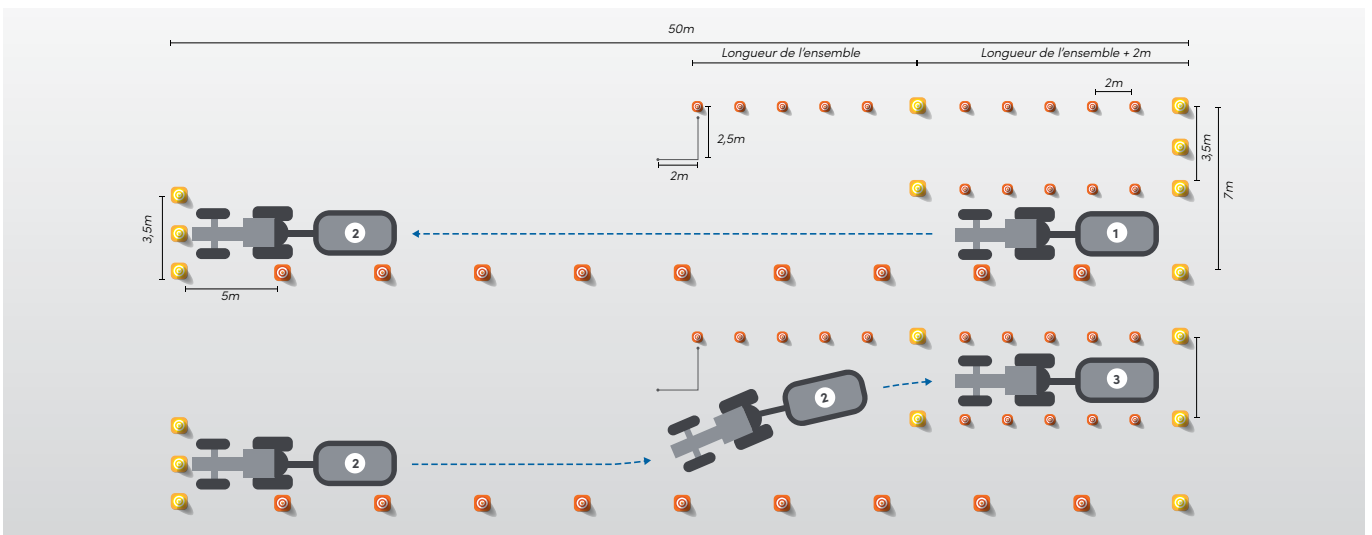 50m
Longueur de l'ensemble
Longueur de l'ensemble + 2m
2m
2,5m
2m
3,5m
7m
3,5m
2
1
5m
3
2
2